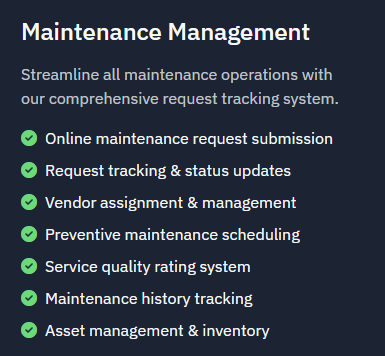 Maintenance Management
Streamline all maintenance operations with
our comprehensive request tracking system.
Online maintenance request submission
Request tracking & status updates
Vendor assignment & management
Preventive maintenance scheduling
Service quality rating system
Maintenance history tracking
Asset management & inventory